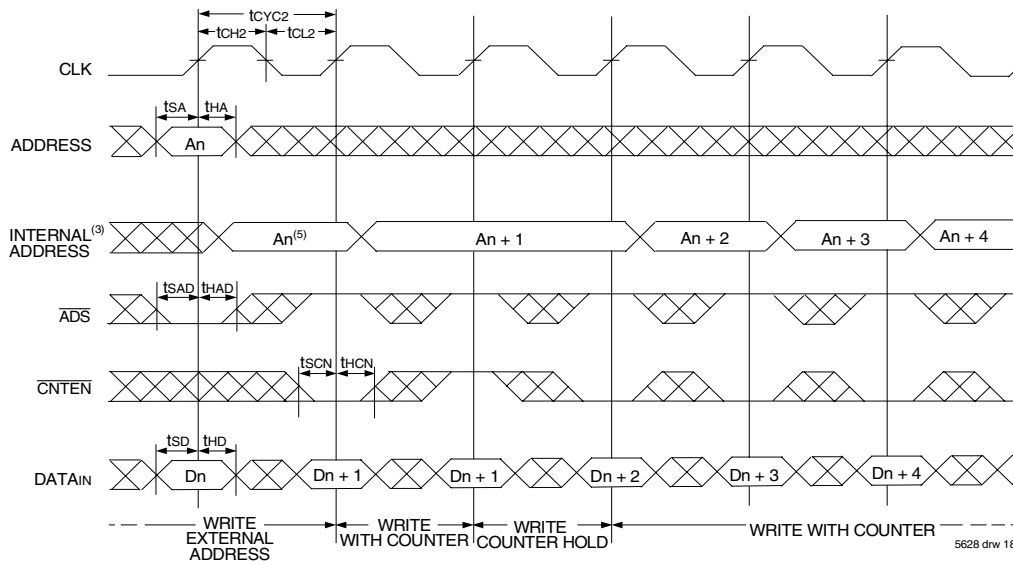 tCYC2
tCH2 tCL2
CLK
tSA tHA
ADDRESS An
INTERNAL(3) ADDRESS An(5) An + 1 An + 2 An + 3 An + 4
tSAD tHAD
ADS
tSCN tHCN
CNTEN
tSD tHD
DATAIN Dn Dn + 1 Dn + 1 Dn + 2 Dn + 3 Dn + 4
WRITE EXTERNAL ADDRESS
WRITE WITH COUNTER
WRITE COUNTER HOLD
WRITE WITH COUNTER
5628 drw 18